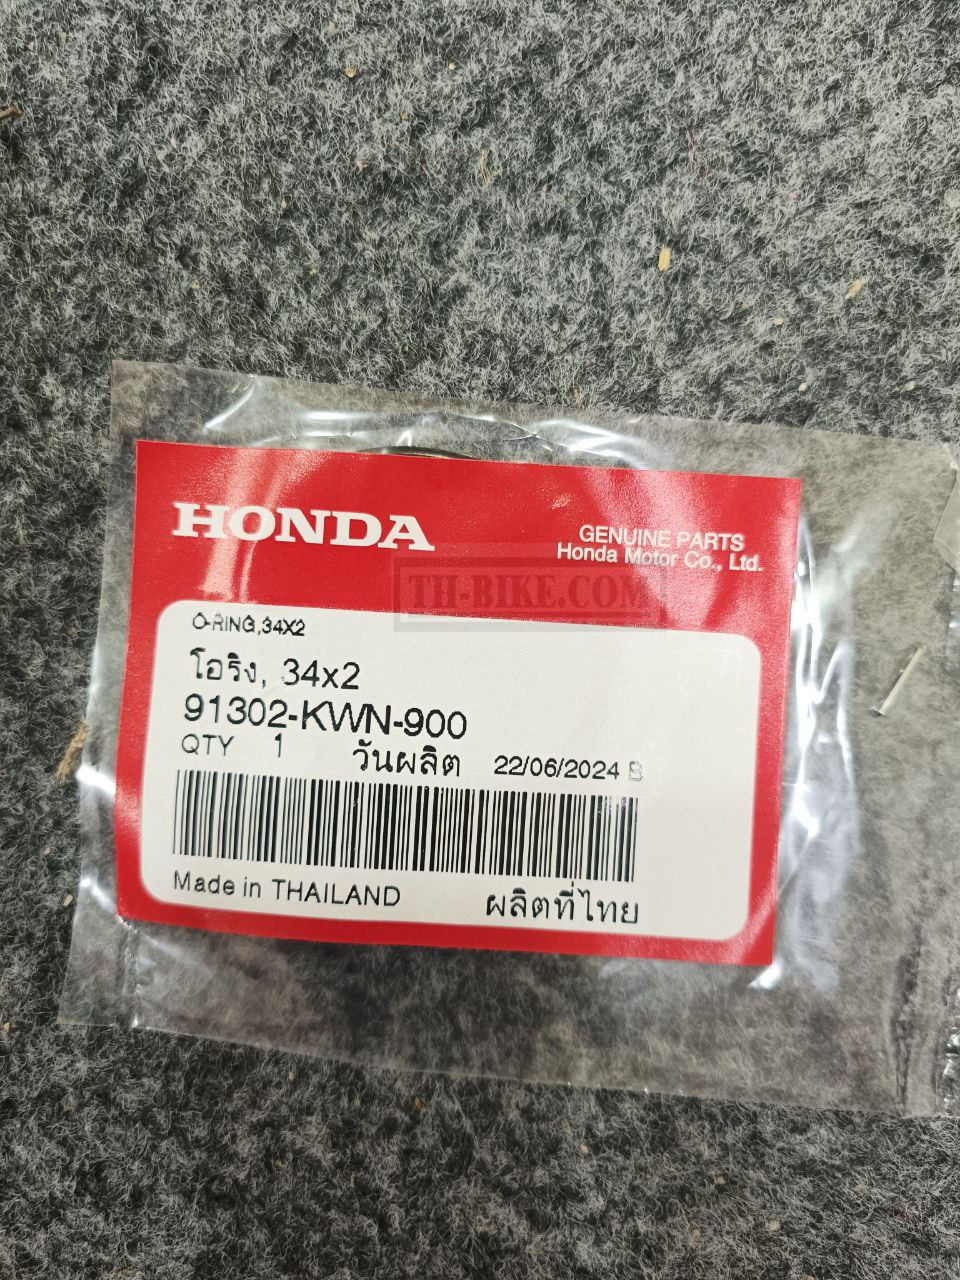 HONDA
GENUINE PARTS
Honda Motor Co., Ltd.
TH-BIKE.COM
O-RING,34X2
โอริง, 34x2
91302-KWN-900
QTY 1 วันผลิต 22/06/2024 B
Made in THAILAND ผลิตที่ไทย